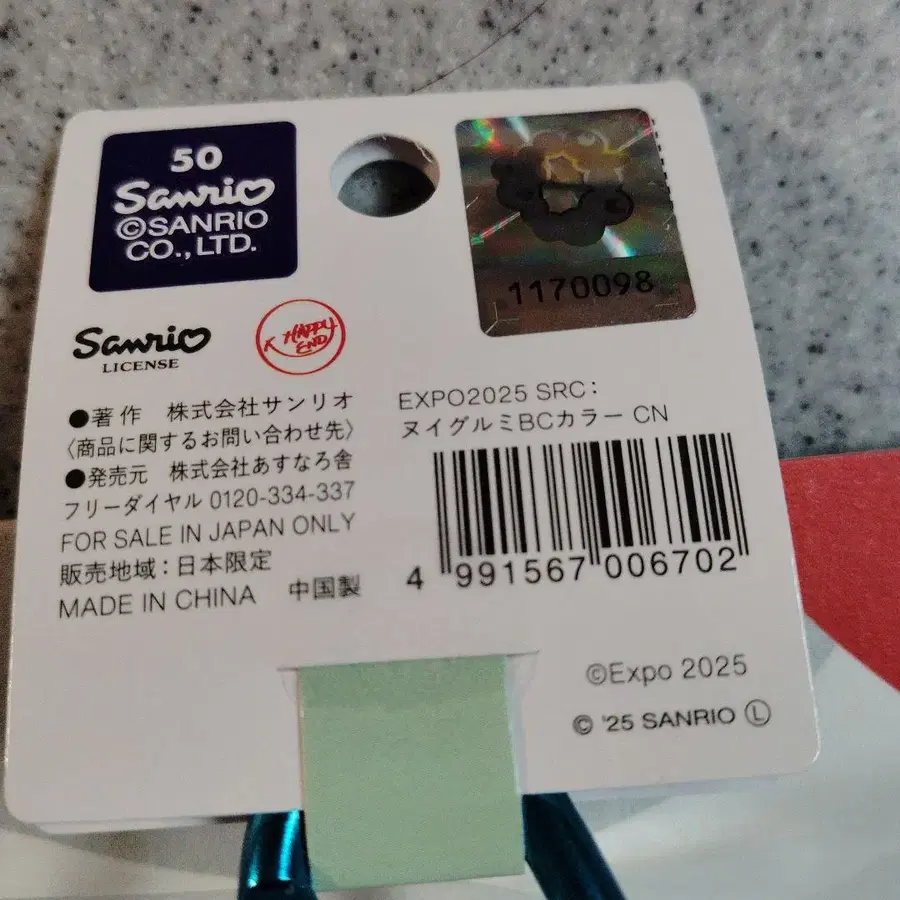 50
Sanrio
©SANRIO
CO., LTD.
1170098
Sanrio
LICENSE
HAPPY
END
●著作 株式会社サンリオ
〈商品に関するお問い合わせ先〉
●発売元 株式会社あすなろ舎
フリーダイヤル 0120-334-337
FOR SALE IN JAPAN ONLY
販売地域：日本限定
MADE IN CHINA 中国製
EXPO2025 SRC：
ヌイグルミBCカラー CN
4 991567 006702
©Expo 2025
© '25 SANRIO Ⓛ